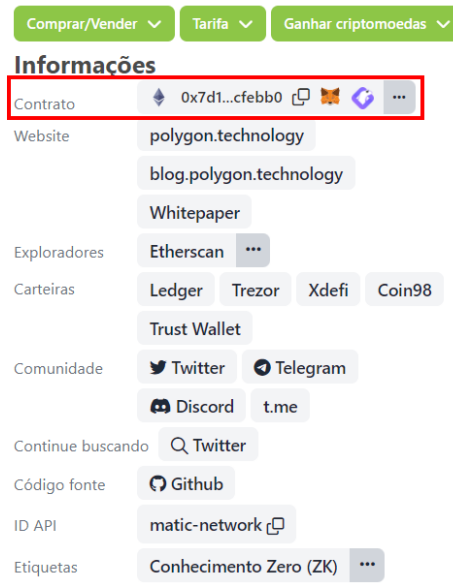 Comprar/Vender Tarifa Ganhar criptomoedas
Informações
Contrato 0x7d1...cfebb0 ...
Website polygon.technology
blog.polygon.technology
Whitepaper
Exploradores Etherscan ...
Carteiras Ledger Trezor Xdefi Coin98
Trust Wallet
Comunidade Twitter Telegram
Discord t.me
Continue buscando Twitter
Código fonte Github
ID API matic-network
Etiquetas Conhecimento Zero (ZK) ...